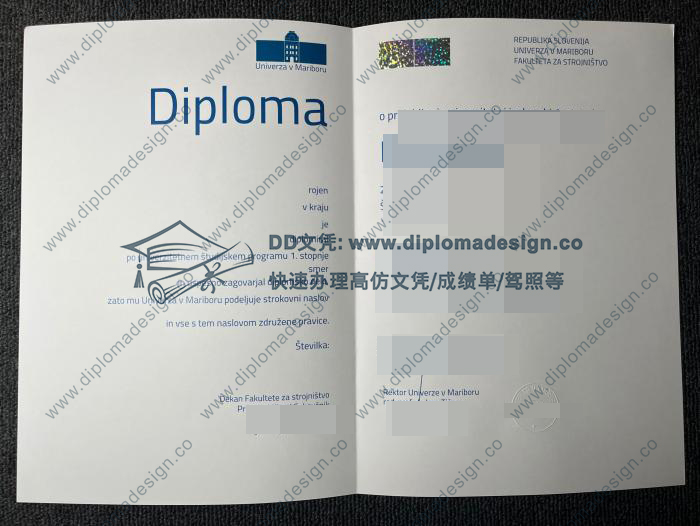 Univerza v Mariboru
Diploma
rojen
v kraju
je
diplomiral
po univerzitetnem študijskem programu 1. stopnje
smer
zato mu Univerza v Mariboru podeljuje strokovni naslov
in vse s tem naslovom združene pravice.
Številka:
Dekan Fakultete za strojništvo
REPUBLIKA SLOVENIJA
UNIVERZA V MARIBORU
FAKULTETA ZA STROJNIŠTVO
o
Rektor Univerze v Mariboru
DD文凭: www.diplomadesign.co
快速办理高仿文凭/成绩单/驾照等
www.diplomadesign.co